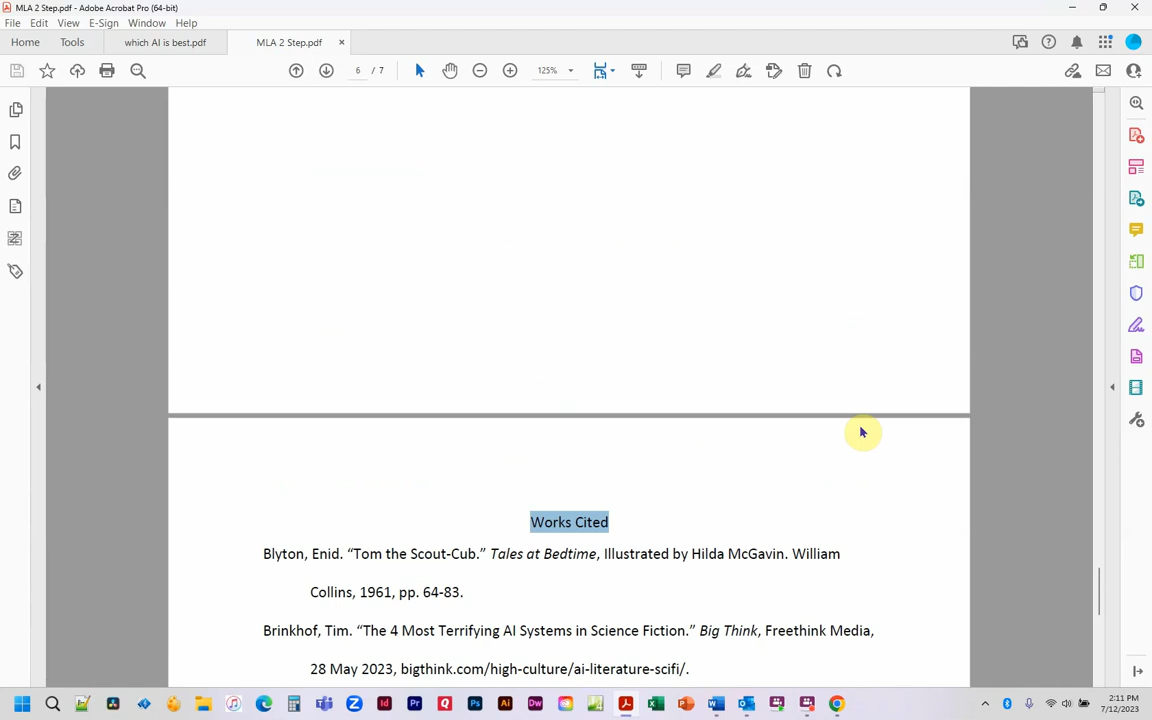 MLA 2 Step.pdf - Adobe Acrobat Pro (64-bit)
File Edit View E-Sign Window Help
Home Tools which AI is best.pdf MLA 2 Step.pdf ×
6 / 7 125%
Works Cited
Blyton, Enid. “Tom the Scout-Cub.” Tales at Bedtime, Illustrated by Hilda McGavin. William
Collins, 1961, pp. 64-83.
Brinkhof, Tim. “The 4 Most Terrifying AI Systems in Science Fiction.” Big Think, Freethink Media,
28 May 2023, bigthink.com/high-culture/ai-literature-scifi/.
2:11 PM
7/12/2023